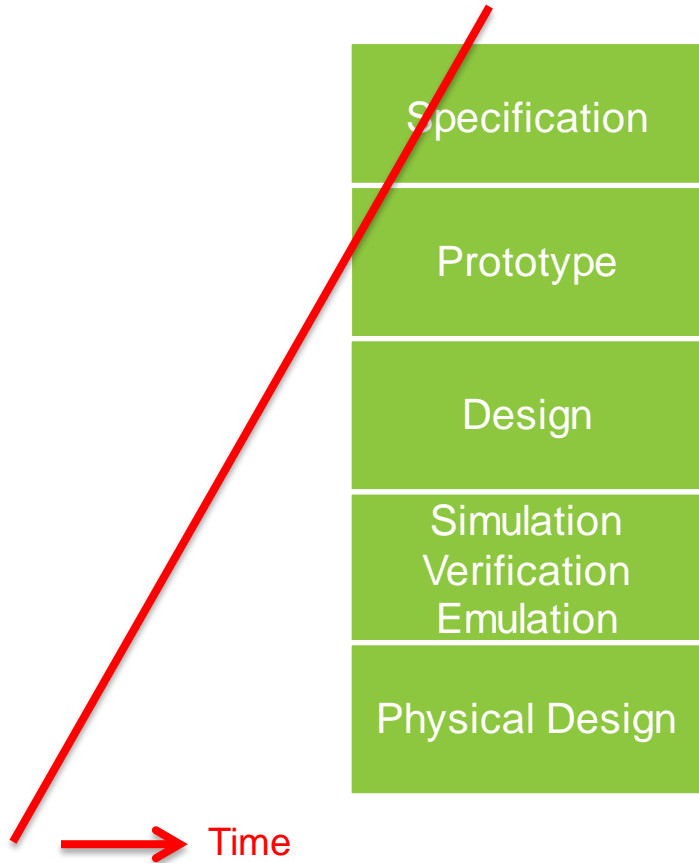 Specification
Prototype
Design
Simulation
Verification
Emulation
Physical Design
Time